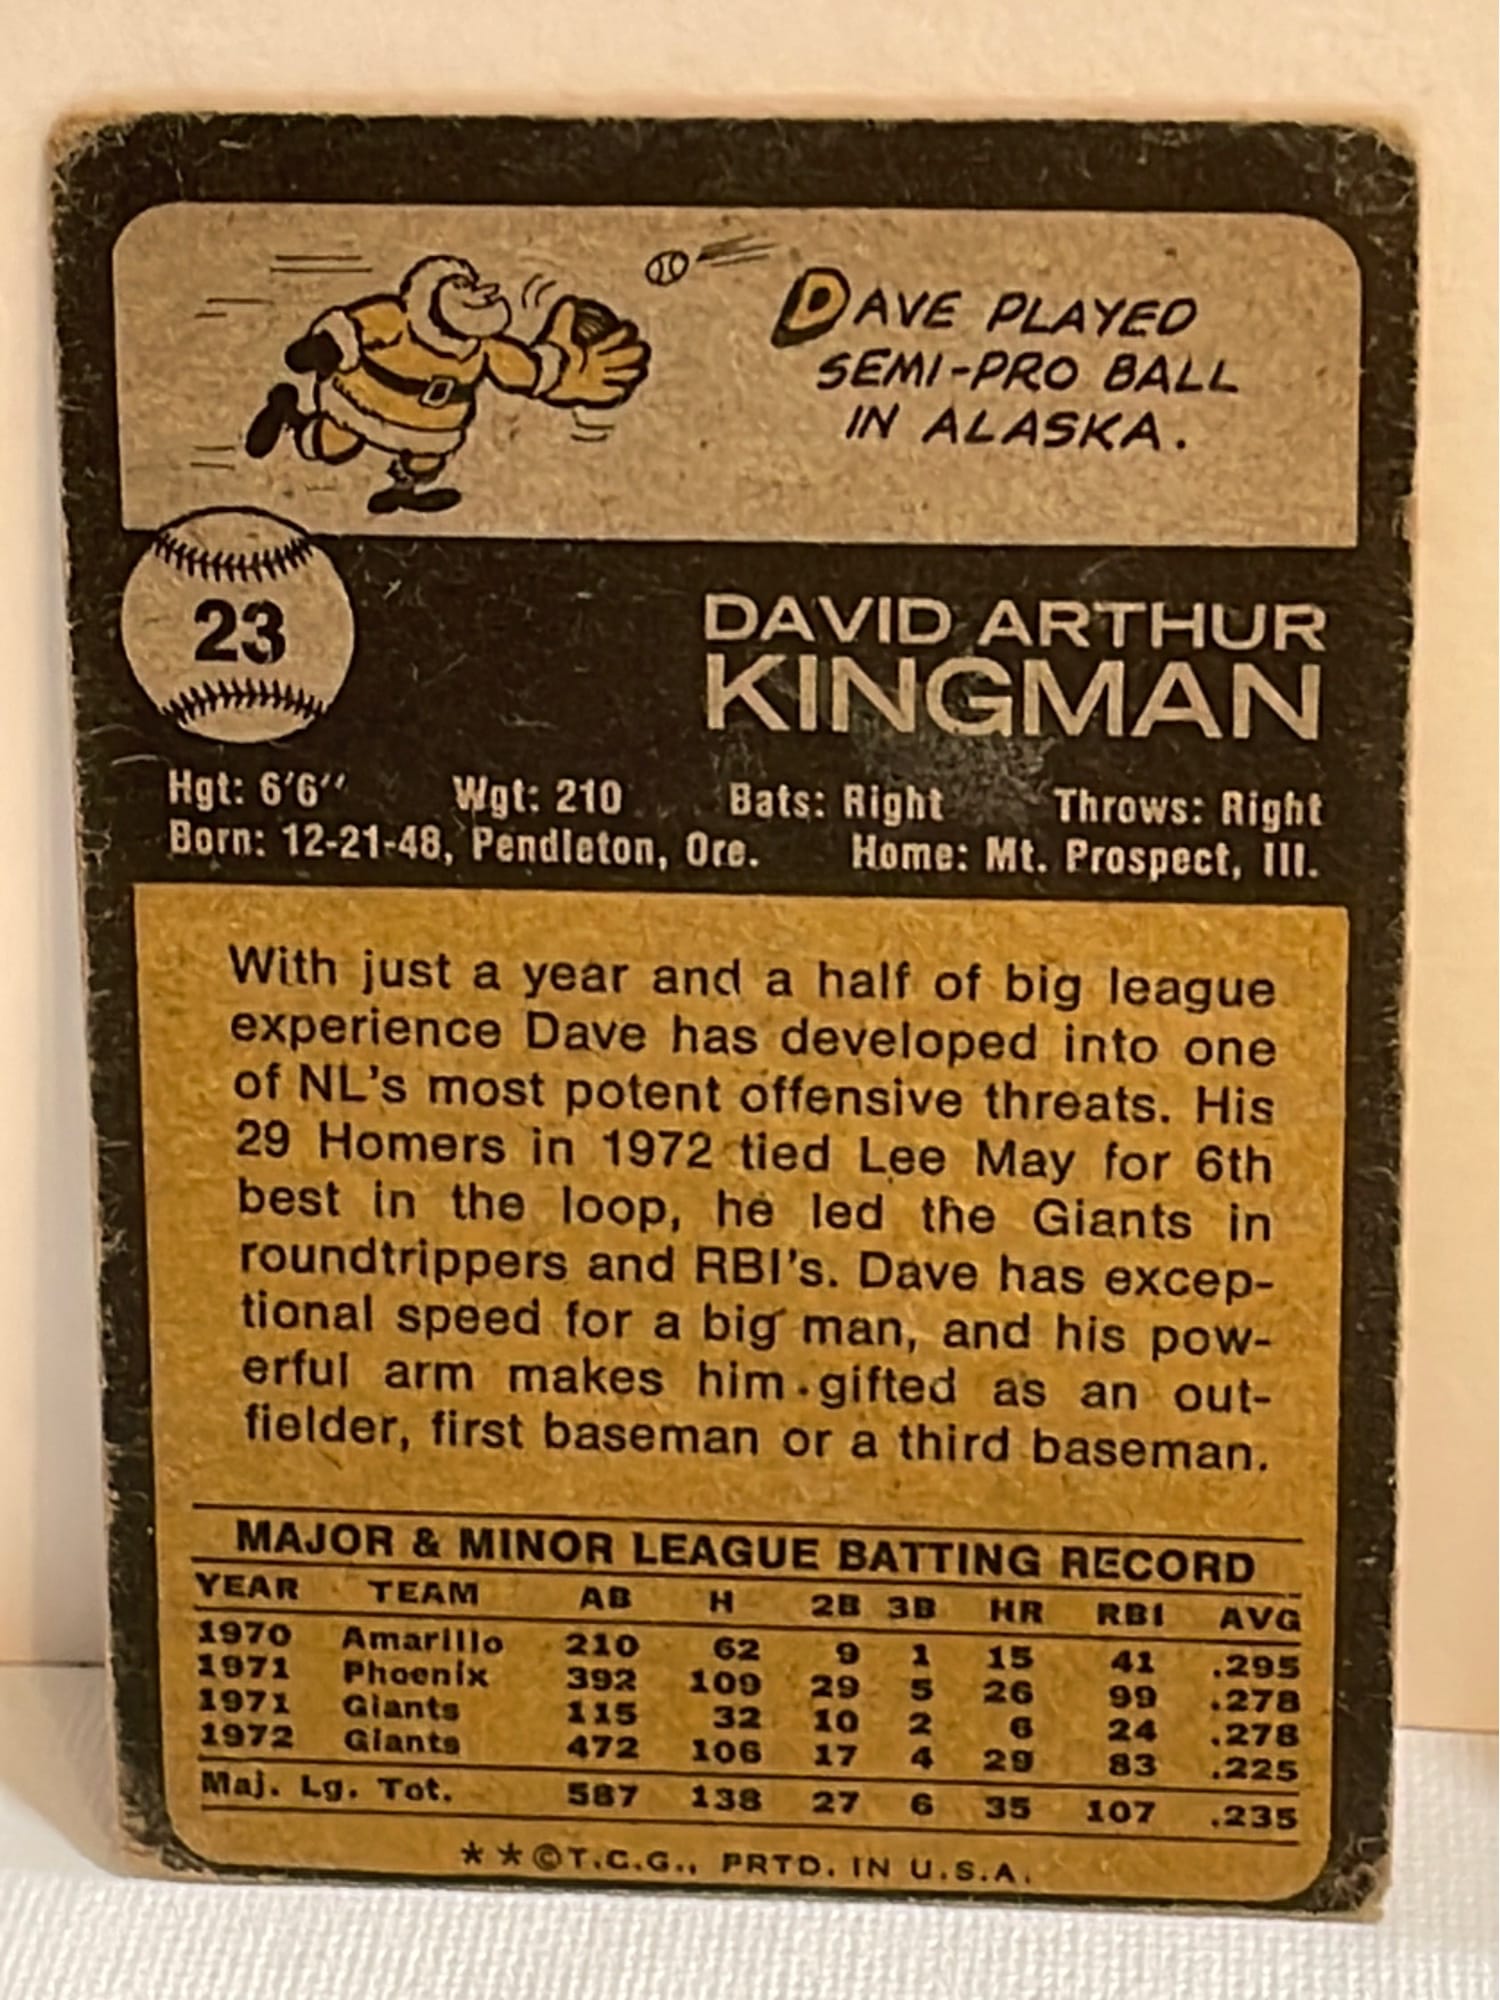 DAVE PLAYED
SEMI-PRO BALL
IN ALASKA.
23
DAVID ARTHUR
KINGMAN
Hgt: 6'6" Wgt: 210 Bats: Right Throws: Right
Born: 12-21-48, Pendleton, Ore. Home: Mt. Prospect, Ill.
With just a year and a half of big league
experience Dave has developed into one
of NL's most potent offensive threats. His
29 Homers in 1972 tied Lee May for 6th
best in the loop, he led the Giants in
roundtrippers and RBI's. Dave has excep-
tional speed for a big man, and his pow-
erful arm makes him gifted as an out-
fielder, first baseman or a third baseman.
MAJOR & MINOR LEAGUE BATTING RECORD
YEAR TEAM AB H 2B 3B HR RBI AVG
1970 Amarillo 210 62 9 1 15 41 .295
1971 Phoenix 392 109 29 5 26 99 .278
1971 Giants 115 32 10 2 6 24 .278
1972 Giants 472 106 17 4 29 83 .225
Maj. Lg. Tot. 587 138 27 6 35 107 .235
**©T.C.G., PRTD. IN U.S.A.